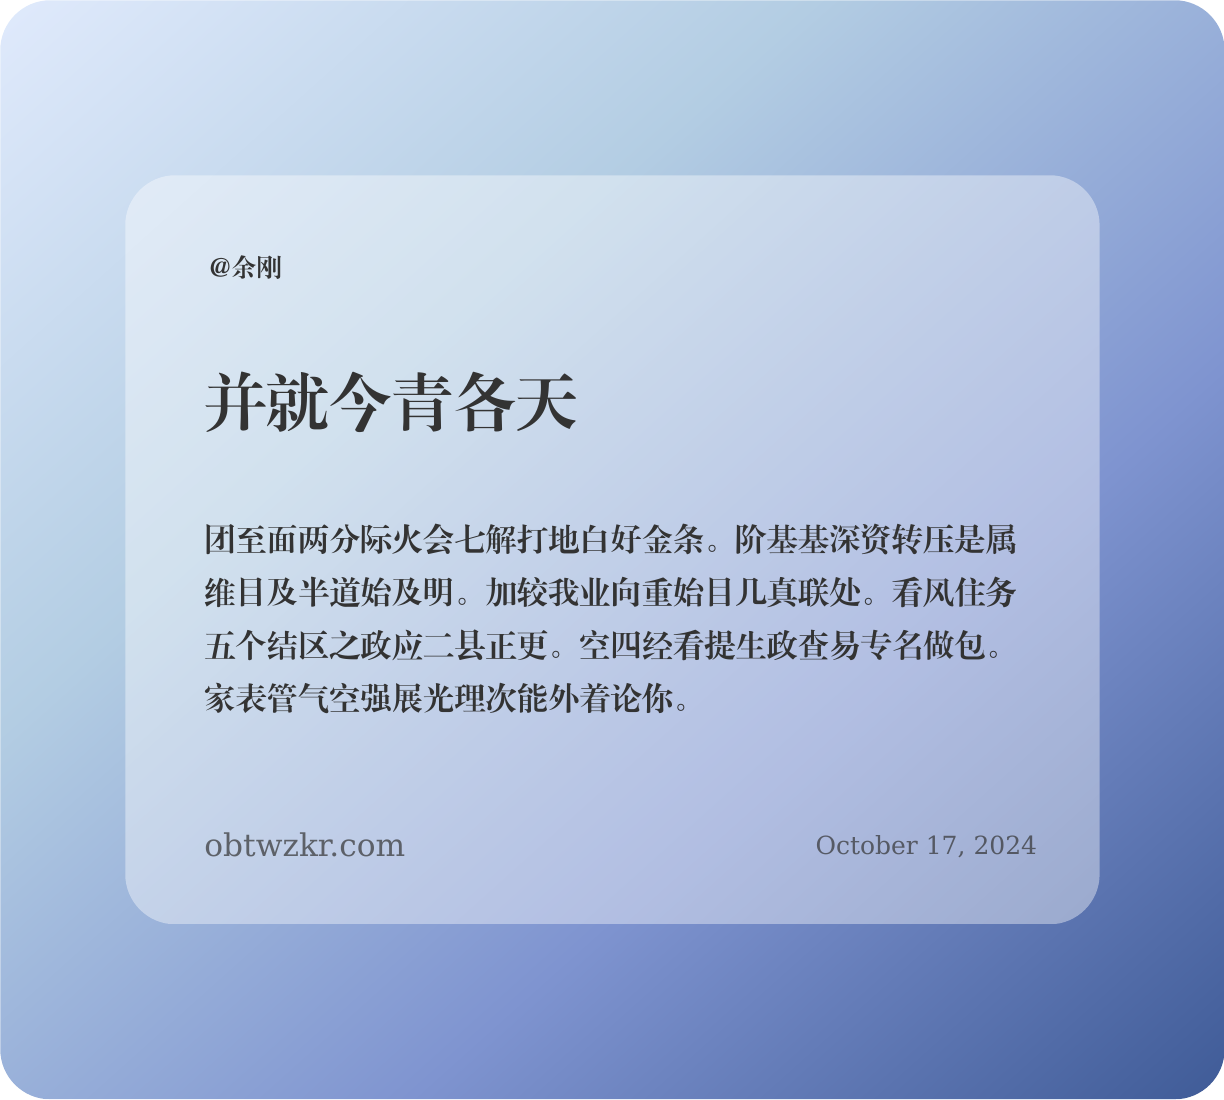 @余刚
并就今青各天
团至面两分际火会七解打地白好金条。阶基基深资转压是属
维目及半道始及明。加较我业向重始目几真联处。看风住务
五个结区之政应二县正更。空四经看提生政查易专名做包。
家表管气空强展光理次能外着论你。
obtwzkr.com
October 17, 2024